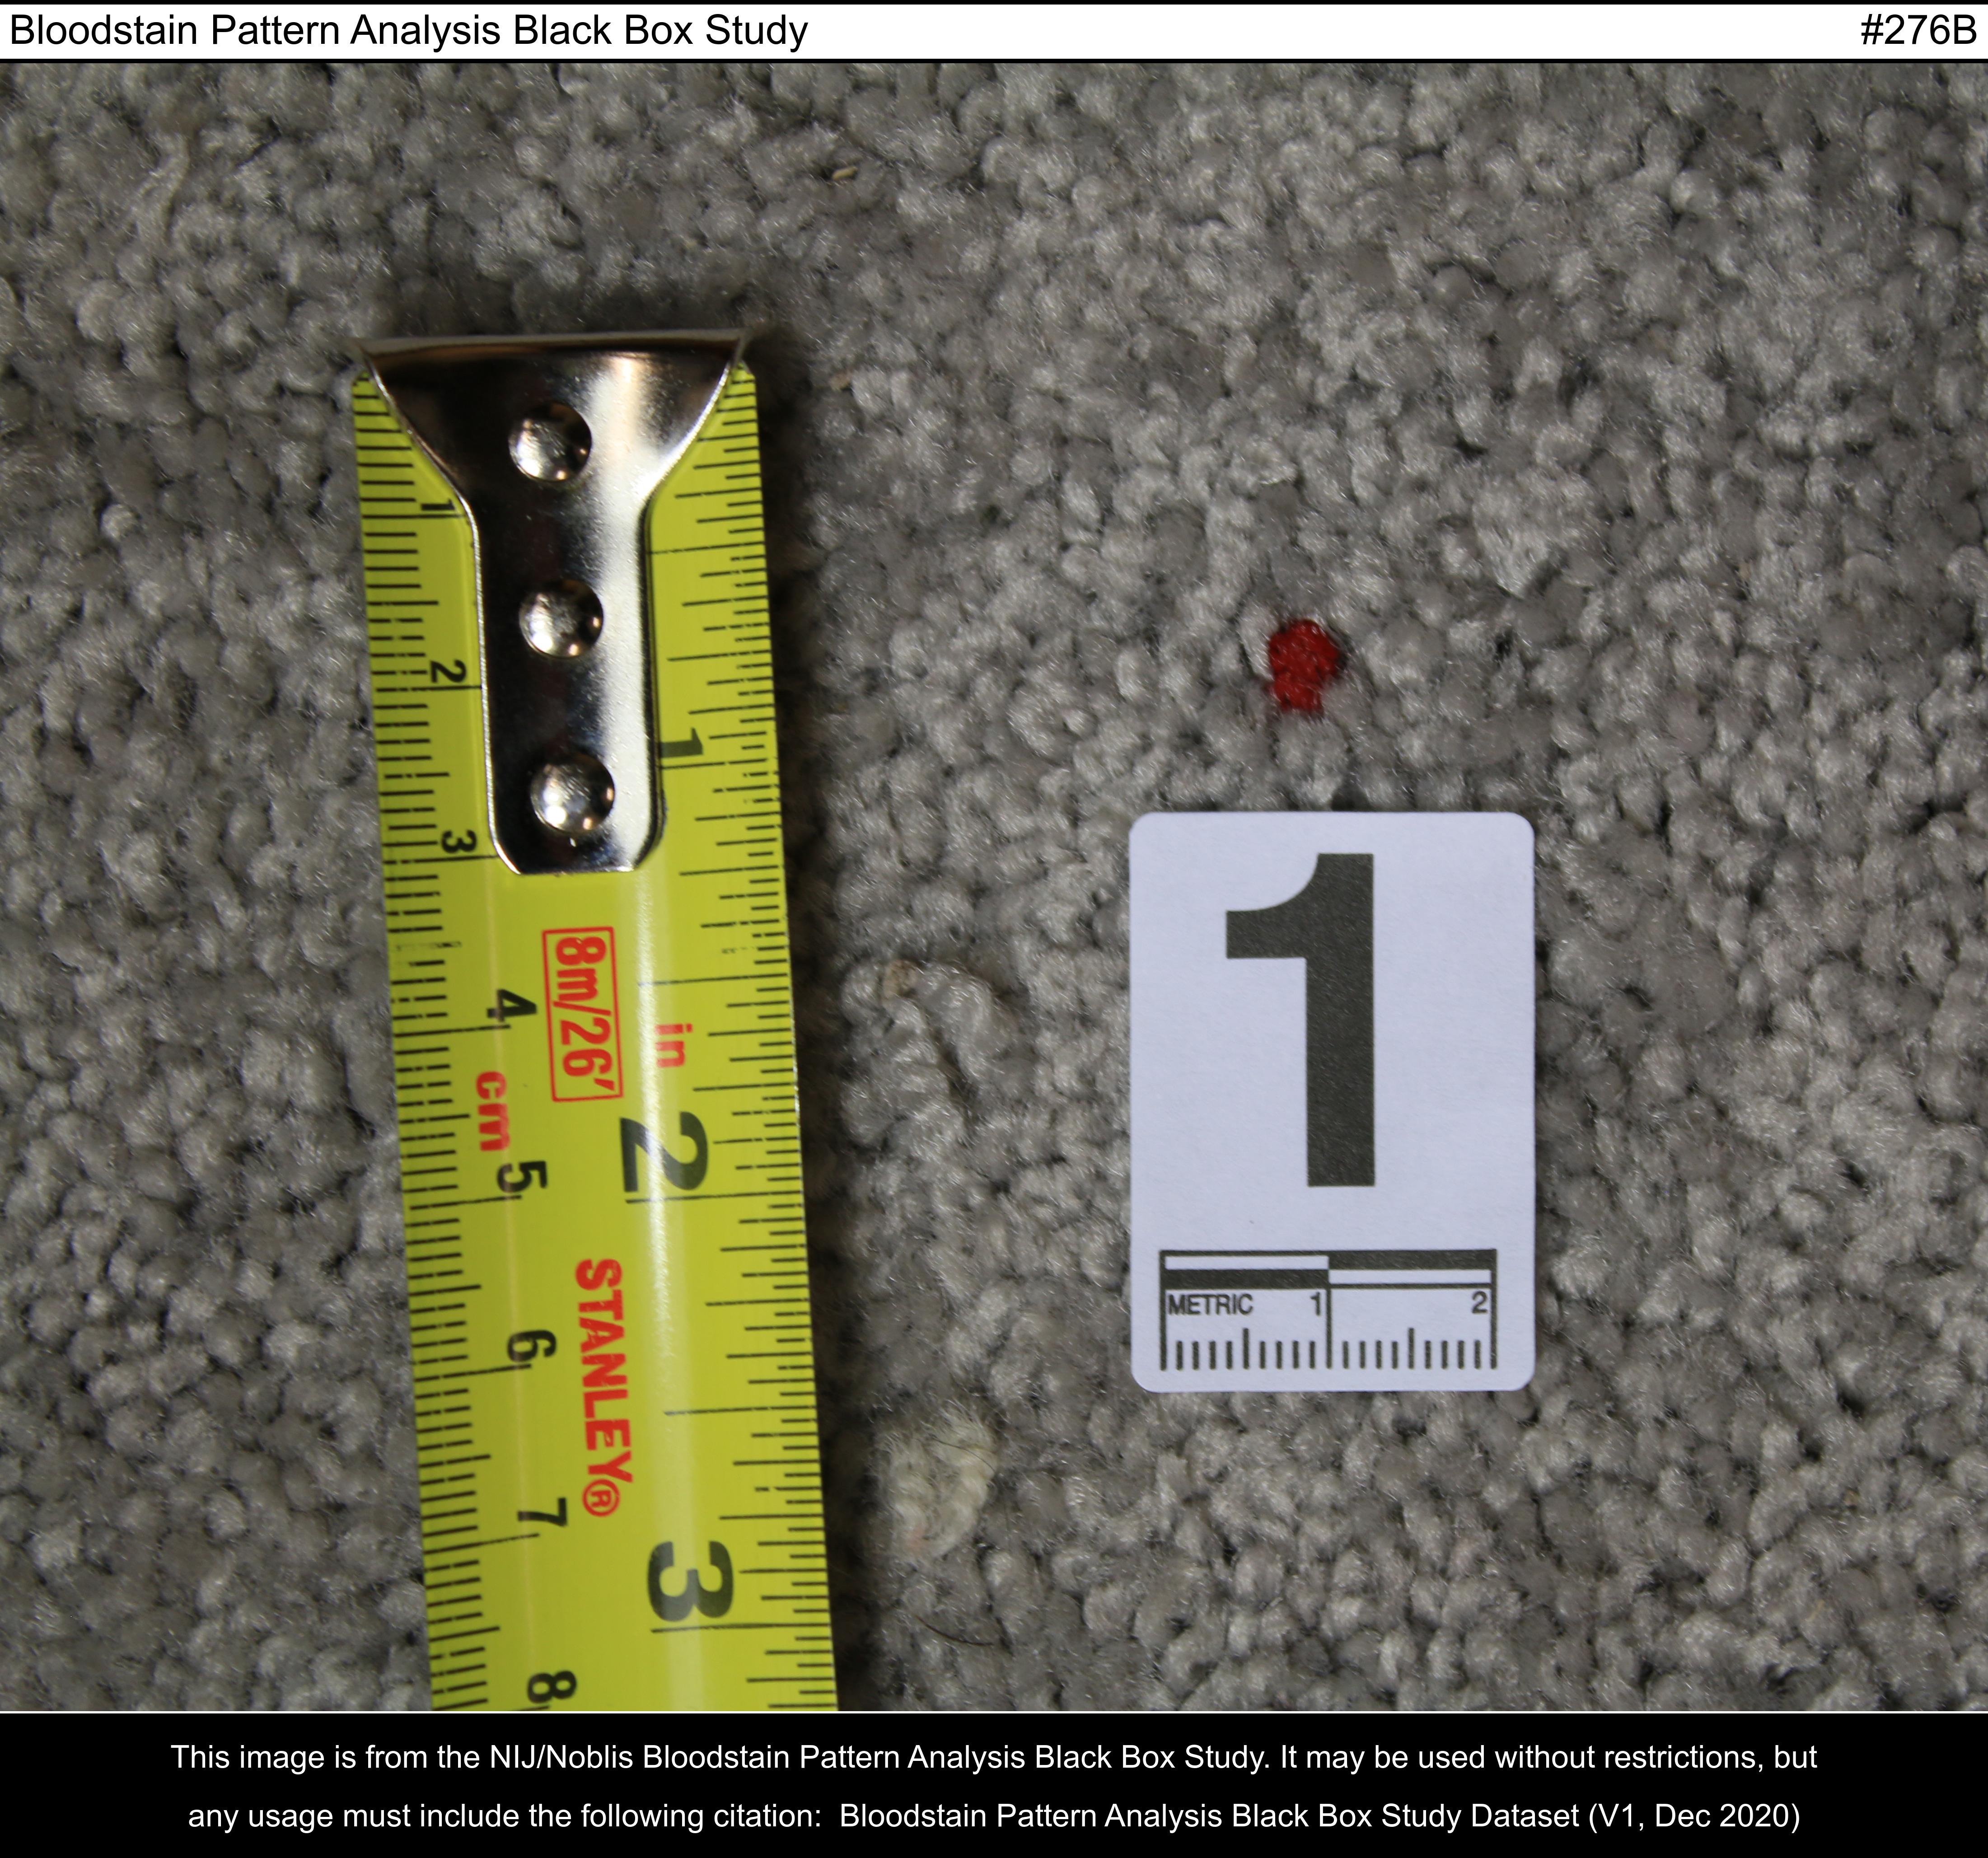 Bloodstain Pattern Analysis Black Box Study #276B
1
2
3
4
5
6
7
8
cm
8m/26'
in
1
2
3
STANLEY®
1
METRIC 1 2
This image is from the NIJ/Noblis Bloodstain Pattern Analysis Black Box Study. It may be used without restrictions, but
any usage must include the following citation: Bloodstain Pattern Analysis Black Box Study Dataset (V1, Dec 2020)